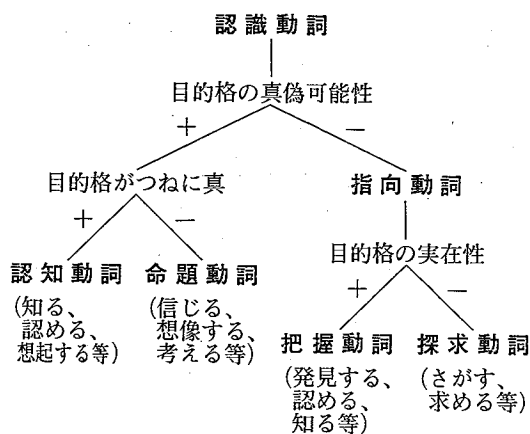 認識動詞
目的格の真偽可能性
+ −
目的格がつねに真
指向動詞
+ −
目的格の実在性
認知動詞 命題動詞
+ −
(知る、
認める、
想起する等)
(信じる、
想像する、
考える等)
把握動詞 探求動詞
(発見する、
認める、
知る等)
(さがす、
求める等)